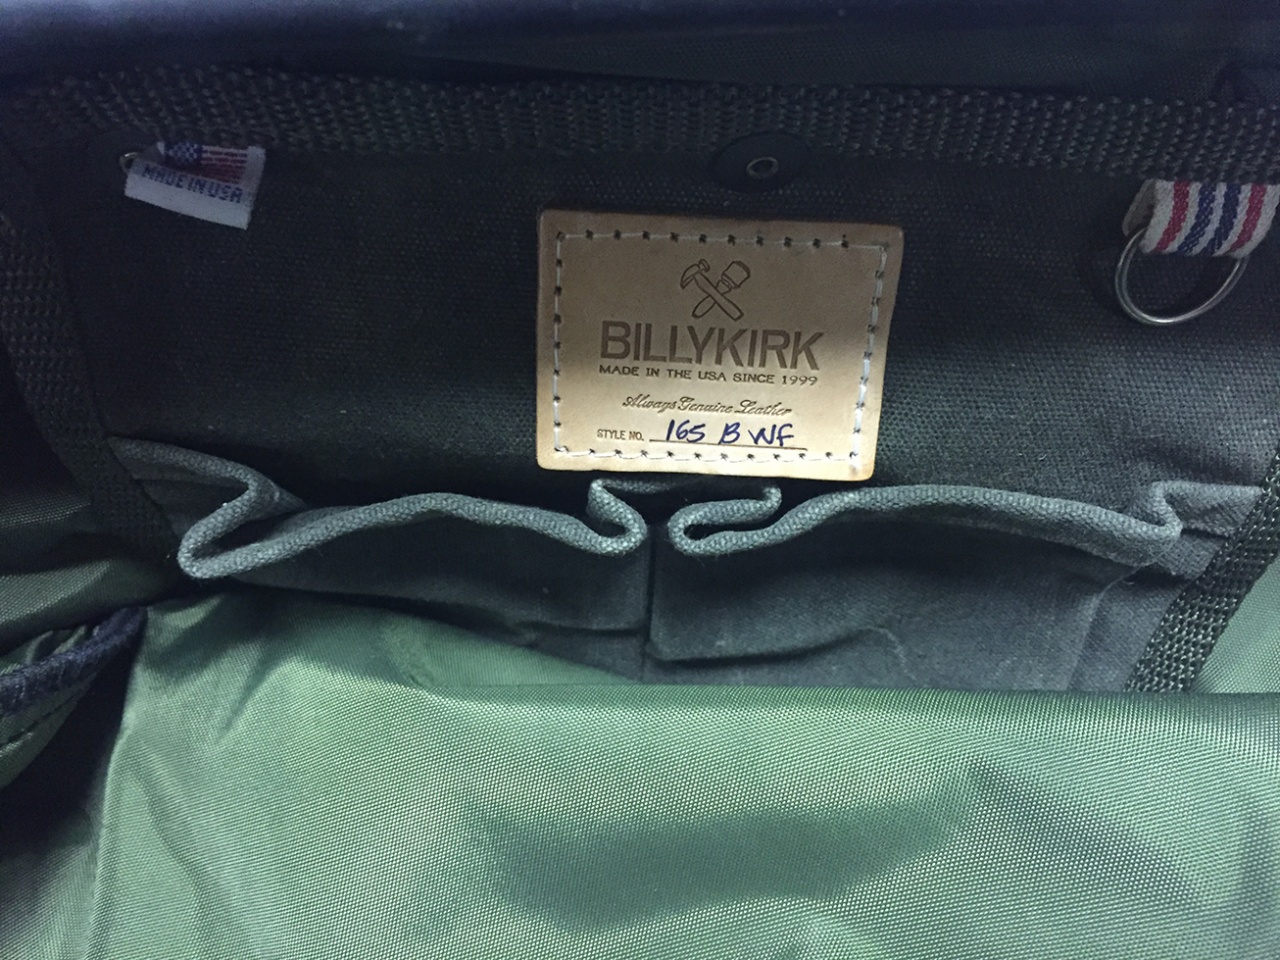 MADE IN USA
BILLYKIRK
MADE IN THE USA SINCE 1999
Always Genuine Leather
STYLE NO. 165 B WF